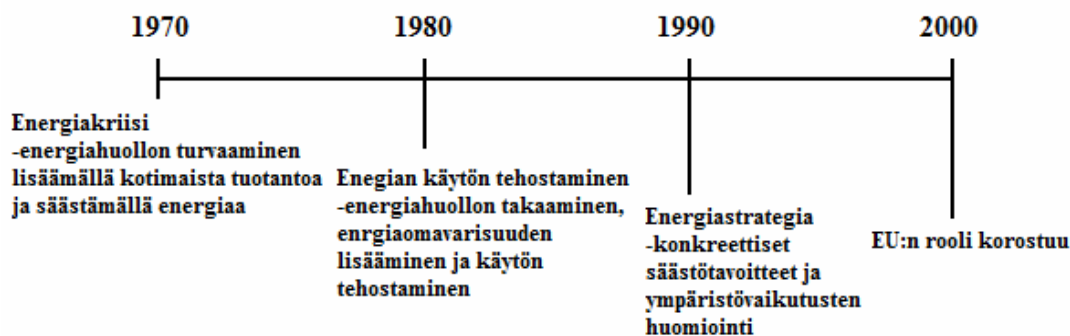 1970 1980 1990 2000
Energiakriisi
-energiahuollon turvaaminen
lisäämällä kotimaista tuotantoa
ja säästämällä energiaa
Enegian käytön tehostaminen
-energiahuollon takaaminen,
enrgiaomavarisuuden
lisääminen ja käytön
tehostaminen
Energiastrategia
-konkreettiset
säästötavoitteet ja
ympäristövaikutusten
huomiointi
EU:n rooli korostuu